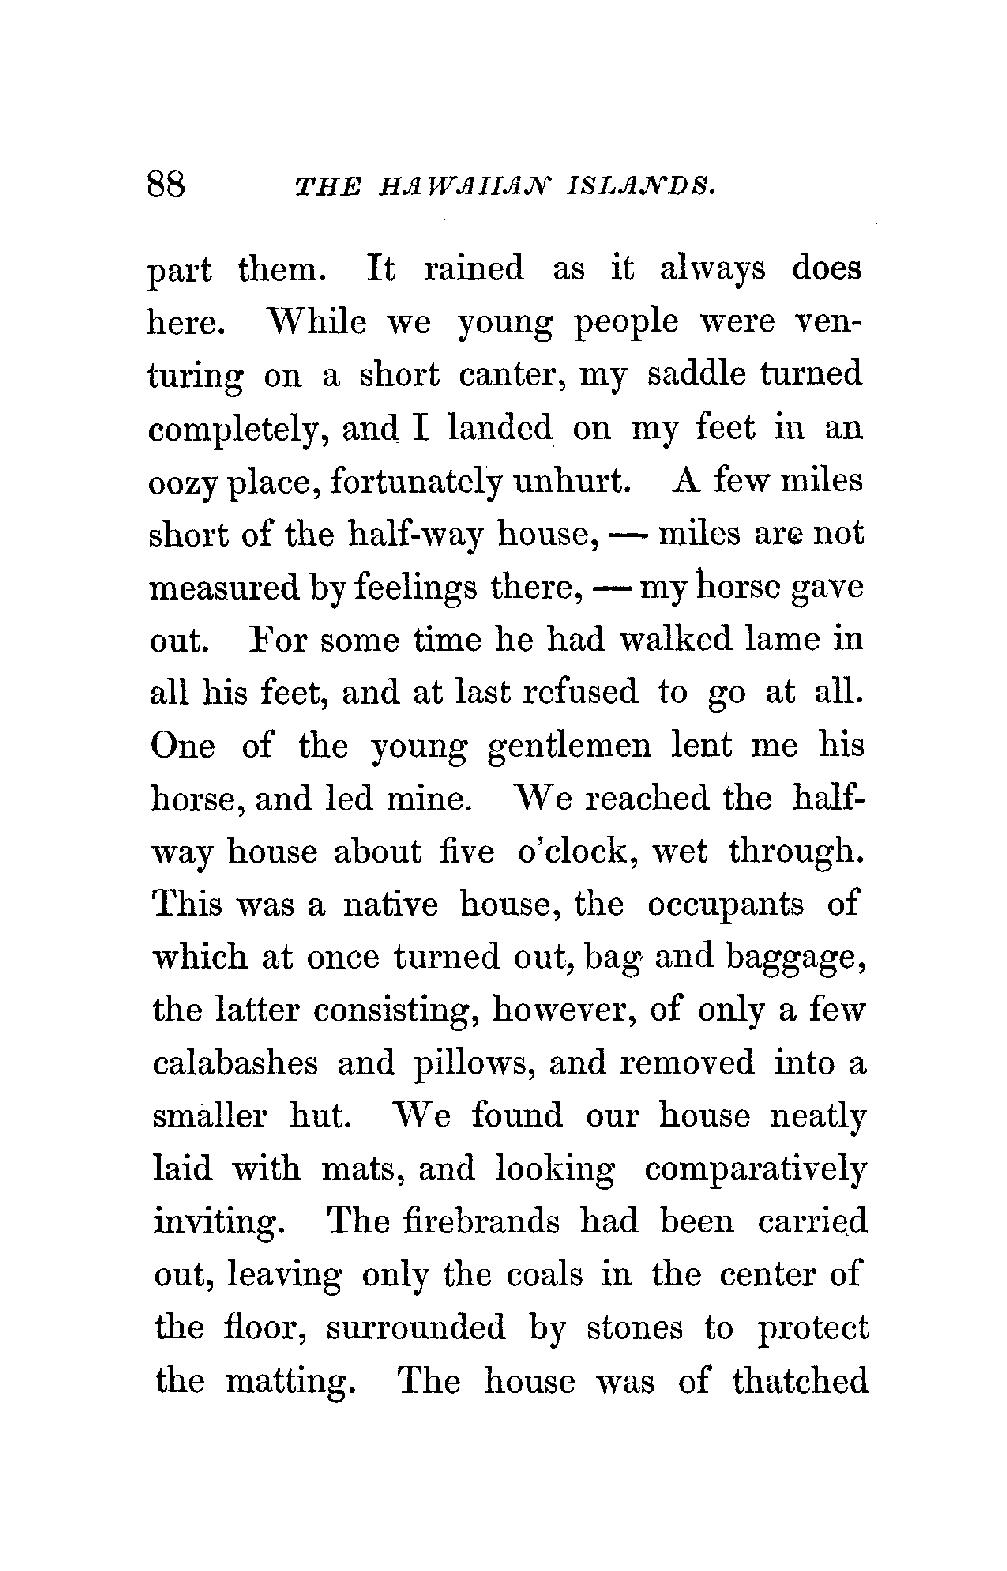 88 THE HAWAIIAN ISLANDS.
part them. It rained as it always does
here. While we young people were ven-
turing on a short canter, my saddle turned
completely, and I landed on my feet in an
oozy place, fortunately unhurt. A few miles
short of the half-way house, — miles are not
measured by feelings there, — my horse gave
out. For some time he had walked lame in
all his feet, and at last refused to go at all.
One of the young gentlemen lent me his
horse, and led mine. We reached the half-
way house about five o'clock, wet through.
This was a native house, the occupants of
which at once turned out, bag and baggage,
the latter consisting, however, of only a few
calabashes and pillows, and removed into a
smaller hut. We found our house neatly
laid with mats, and looking comparatively
inviting. The firebrands had been carried
out, leaving only the coals in the center of
the floor, surrounded by stones to protect
the matting. The house was of thatched